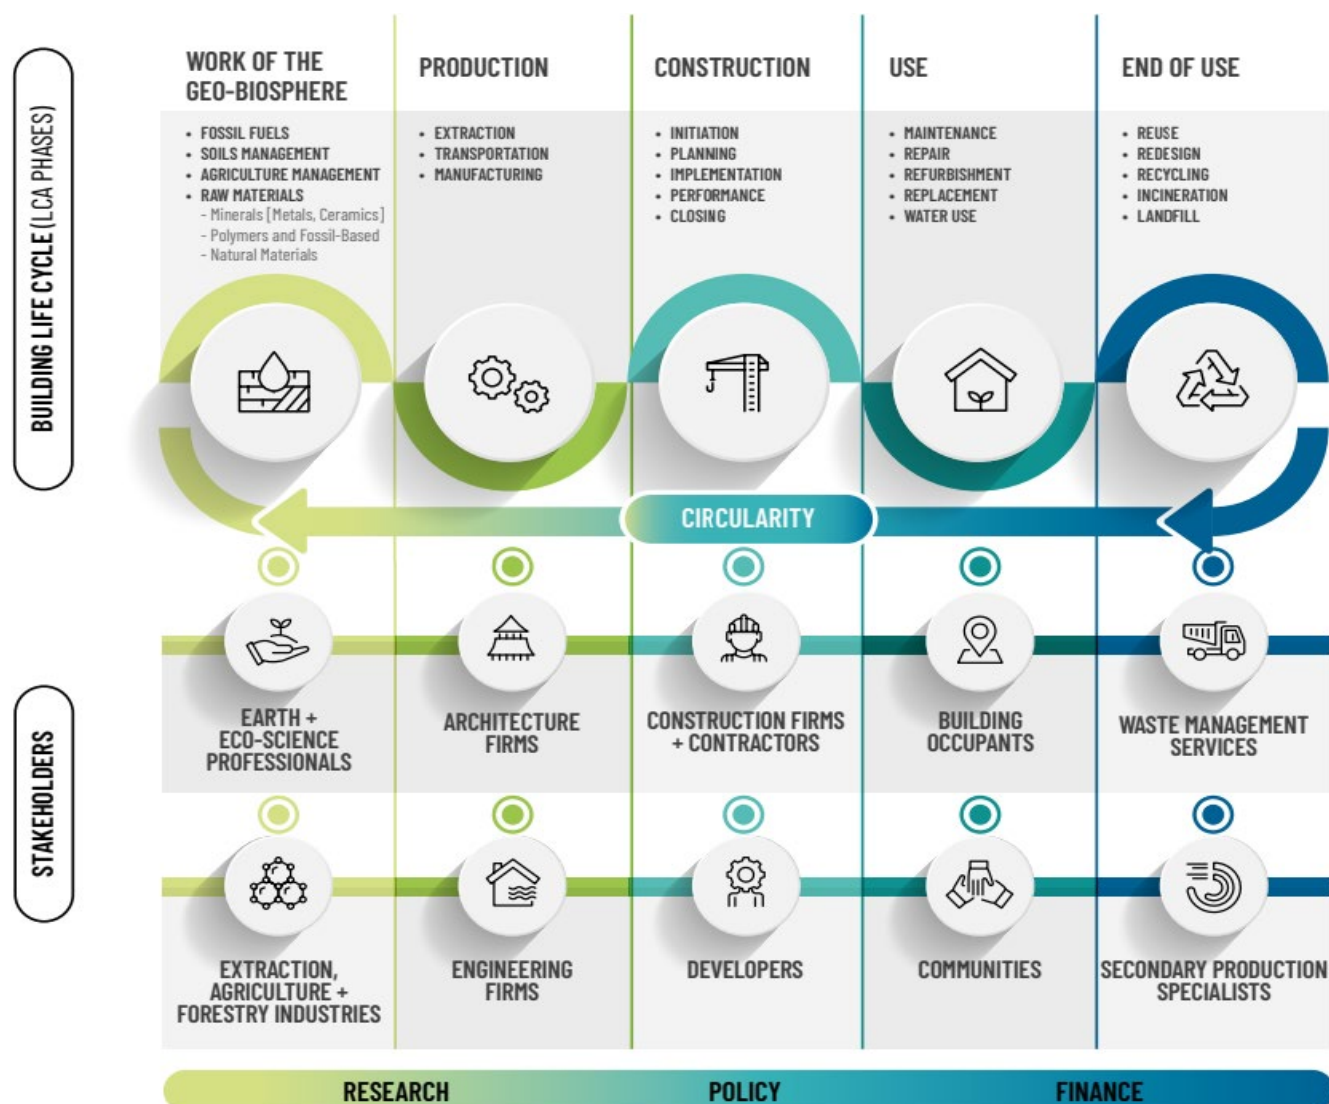 BUILDING LIFE CYCLE (LCA PHASES)
WORK OF THE
GEO-BIOSPHERE
• FOSSIL FUELS
• SOILS MANAGEMENT
• AGRICULTURE MANAGEMENT
• RAW MATERIALS
- Minerals [Metals, Ceramics]
- Polymers and Fossil-Based
- Natural Materials
PRODUCTION
• EXTRACTION
• TRANSPORTATION
• MANUFACTURING
CONSTRUCTION
• INITIATION
• PLANNING
• IMPLEMENTATION
• PERFORMANCE
• CLOSING
USE
• MAINTENANCE
• REPAIR
• REFURBISHMENT
• REPLACEMENT
• WATER USE
END OF USE
• REUSE
• REDESIGN
• RECYCLING
• INCINERATION
• LANDFILL
CIRCULARITY
STAKEHOLDERS
EARTH +
ECO-SCIENCE
PROFESSIONALS
ARCHITECTURE
FIRMS
CONSTRUCTION FIRMS
+ CONTRACTORS
BUILDING
OCCUPANTS
WASTE MANAGEMENT
SERVICES
EXTRACTION,
AGRICULTURE +
FORESTRY INDUSTRIES
ENGINEERING
FIRMS
DEVELOPERS
COMMUNITIES
SECONDARY PRODUCTION
SPECIALISTS
RESEARCH
POLICY
FINANCE